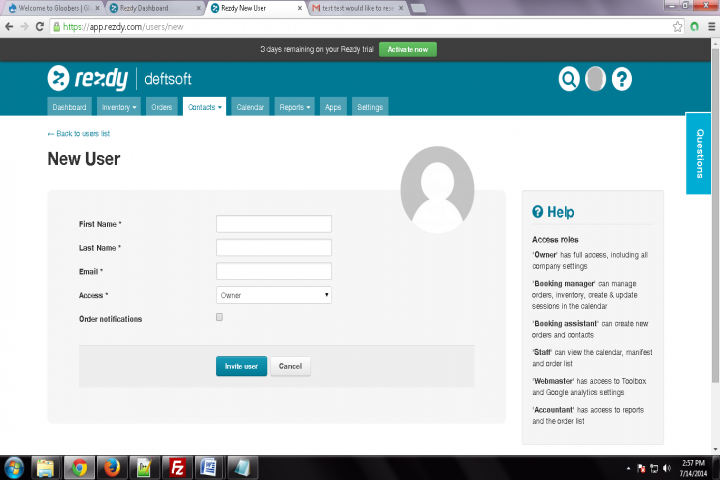 Welcome to Gloobers | Gl
Rezdy Dashboard
Rezdy New User
test test would like to rese
https://app.rezdy.com/users/new
3 days remaining on your Rezdy trial
Activate now
rezdy deftsoft
Dashboard Inventory Orders Contacts Calendar Reports Apps Settings
← Back to users list
Questions
New User
First Name *
Last Name *
Email *
Access * Owner
Order notifications
Invite user Cancel
Help
Access roles
'Owner' has full access, including all
company settings
'Booking manager' can manage
orders, inventory, create & update
sessions in the calendar
'Booking assistant' can create new
orders and contacts
'Staff' can view the calendar, manifest
and order list
'Webmaster' has access to Toolbox
and Google analytics settings
'Accountant' has access to reports
and the order list
2:57 PM
7/14/2014